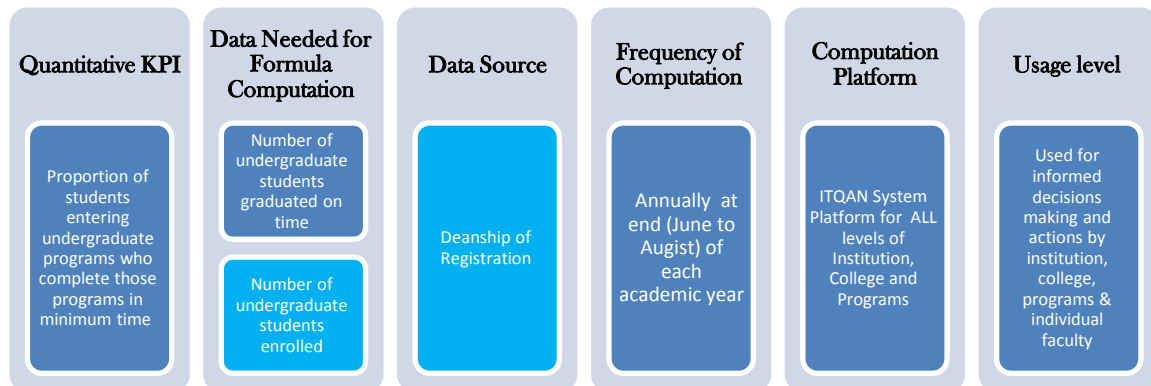 Quantitative KPI
Proportion of
students
entering
undergraduate
programs who
complete those
programs in
minimum time
Data Needed for
Formula
Computation
Number of
undergraduate
students
graduated on
time
Number of
undergraduate
students
enrolled
Data Source
Deanship of
Registration
Frequency of
Computation
Annually at
end (June to
Augist) of
each
academic year
Computation
Platform
ITQAN System
Platform for ALL
levels of
Institution,
College and
Programs
Usage level
Used for
informed
decisions
making and
actions by
institution,
college,
programs &
individual
faculty